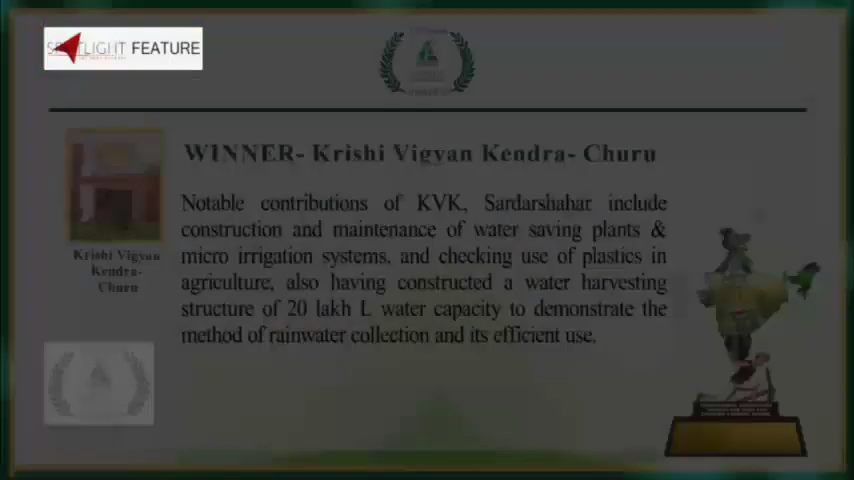 SPOTLIGHT FEATURE
WINNER- Krishi Vigyan Kendra- Churu
Notable contributions of KVK, Sardarshahar include
construction and maintenance of water saving plants &
micro irrigation systems, and checking use of plastics in
agriculture, also having constructed a water harvesting
structure of 20 lakh L water capacity to demonstrate the
method of rainwater collection and its efficient use.
Krishi Vigyan
Kendra-
Churu